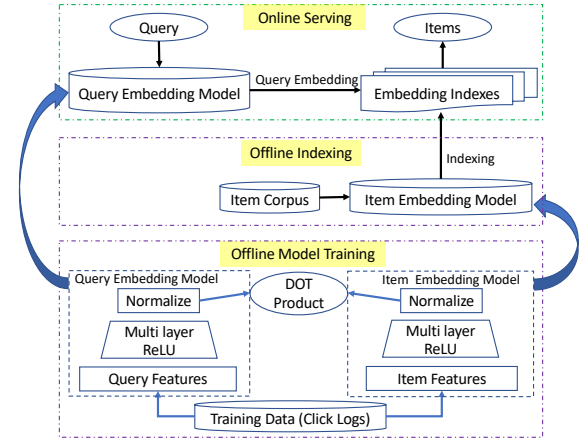 Online Serving
Query
Items
Query Embedding
Query Embedding Model
Embedding Indexes
Offline Indexing
Indexing
Item Corpus
Item Embedding Model
Offline Model Training
Query Embedding Model
Item Embedding Model
Normalize
DOT
Product
Normalize
Multi layer
ReLU
Multi layer
ReLU
Query Features
Item Features
Training Data (Click Logs)